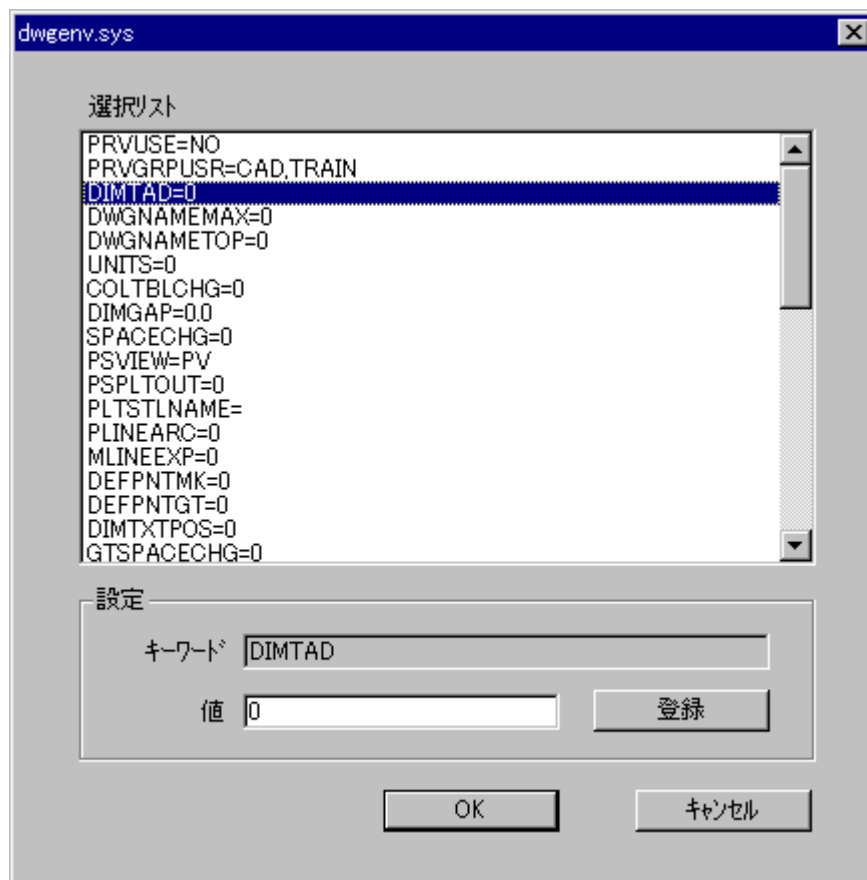 dwgenv.sys
選択リスト
PRVUSE=NO
PRVGRPUSR=CAD,TRAIN
DIMTAD=0
DWGNAMEMAX=0
DWGNAMETOP=0
UNITS=0
COLTBLCHG=0
DIMGAP=0.0
SPACECHG=0
PSVIEW=PV
PSPLTOUT=0
PLTSTLNAME=
PLINEARC=0
MLINEEXP=0
DEFPNTMK=0
DEFPNTGT=0
DIMTXTPOS=0
GTSPACECHG=0
設定
キーワード DIMTAD
値 0 登録
OK キャンセル